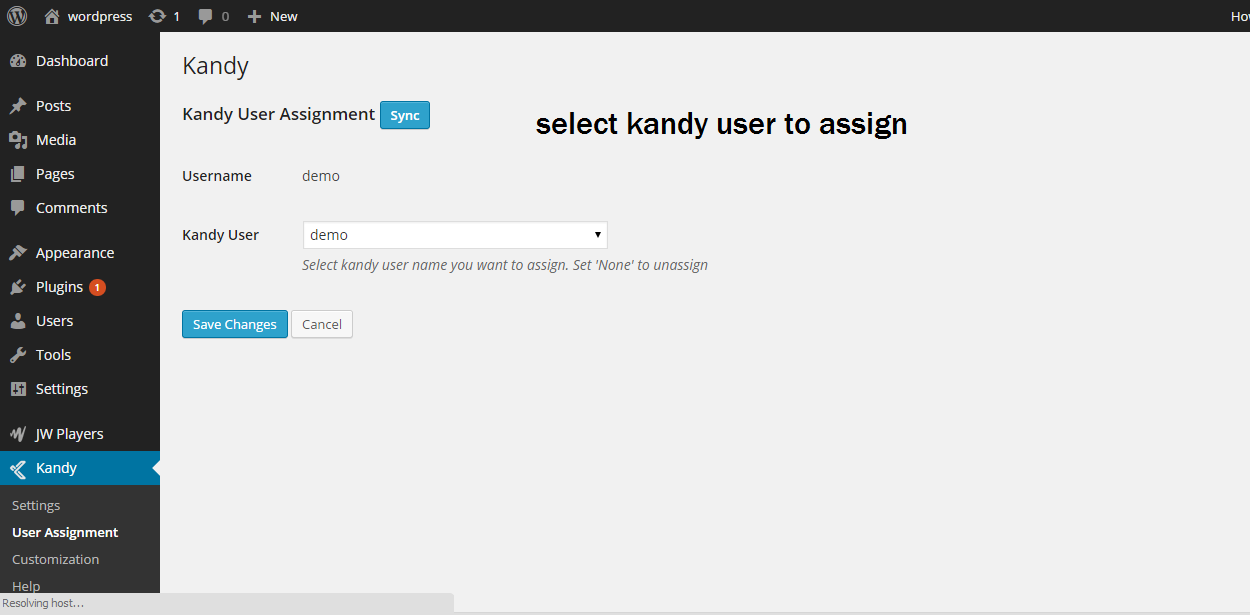 wordpress 1 0 New
Ho
Dashboard
Posts
Media
Pages
Comments
Appearance
Plugins 1
Users
Tools
Settings
JW Players
Kandy
Settings
User Assignment
Customization
Help
Resolving host...
Kandy
Kandy User Assignment Sync
select kandy user to assign
Username demo
Kandy User demo
Select kandy user name you want to assign. Set 'None' to unassign
Save Changes Cancel